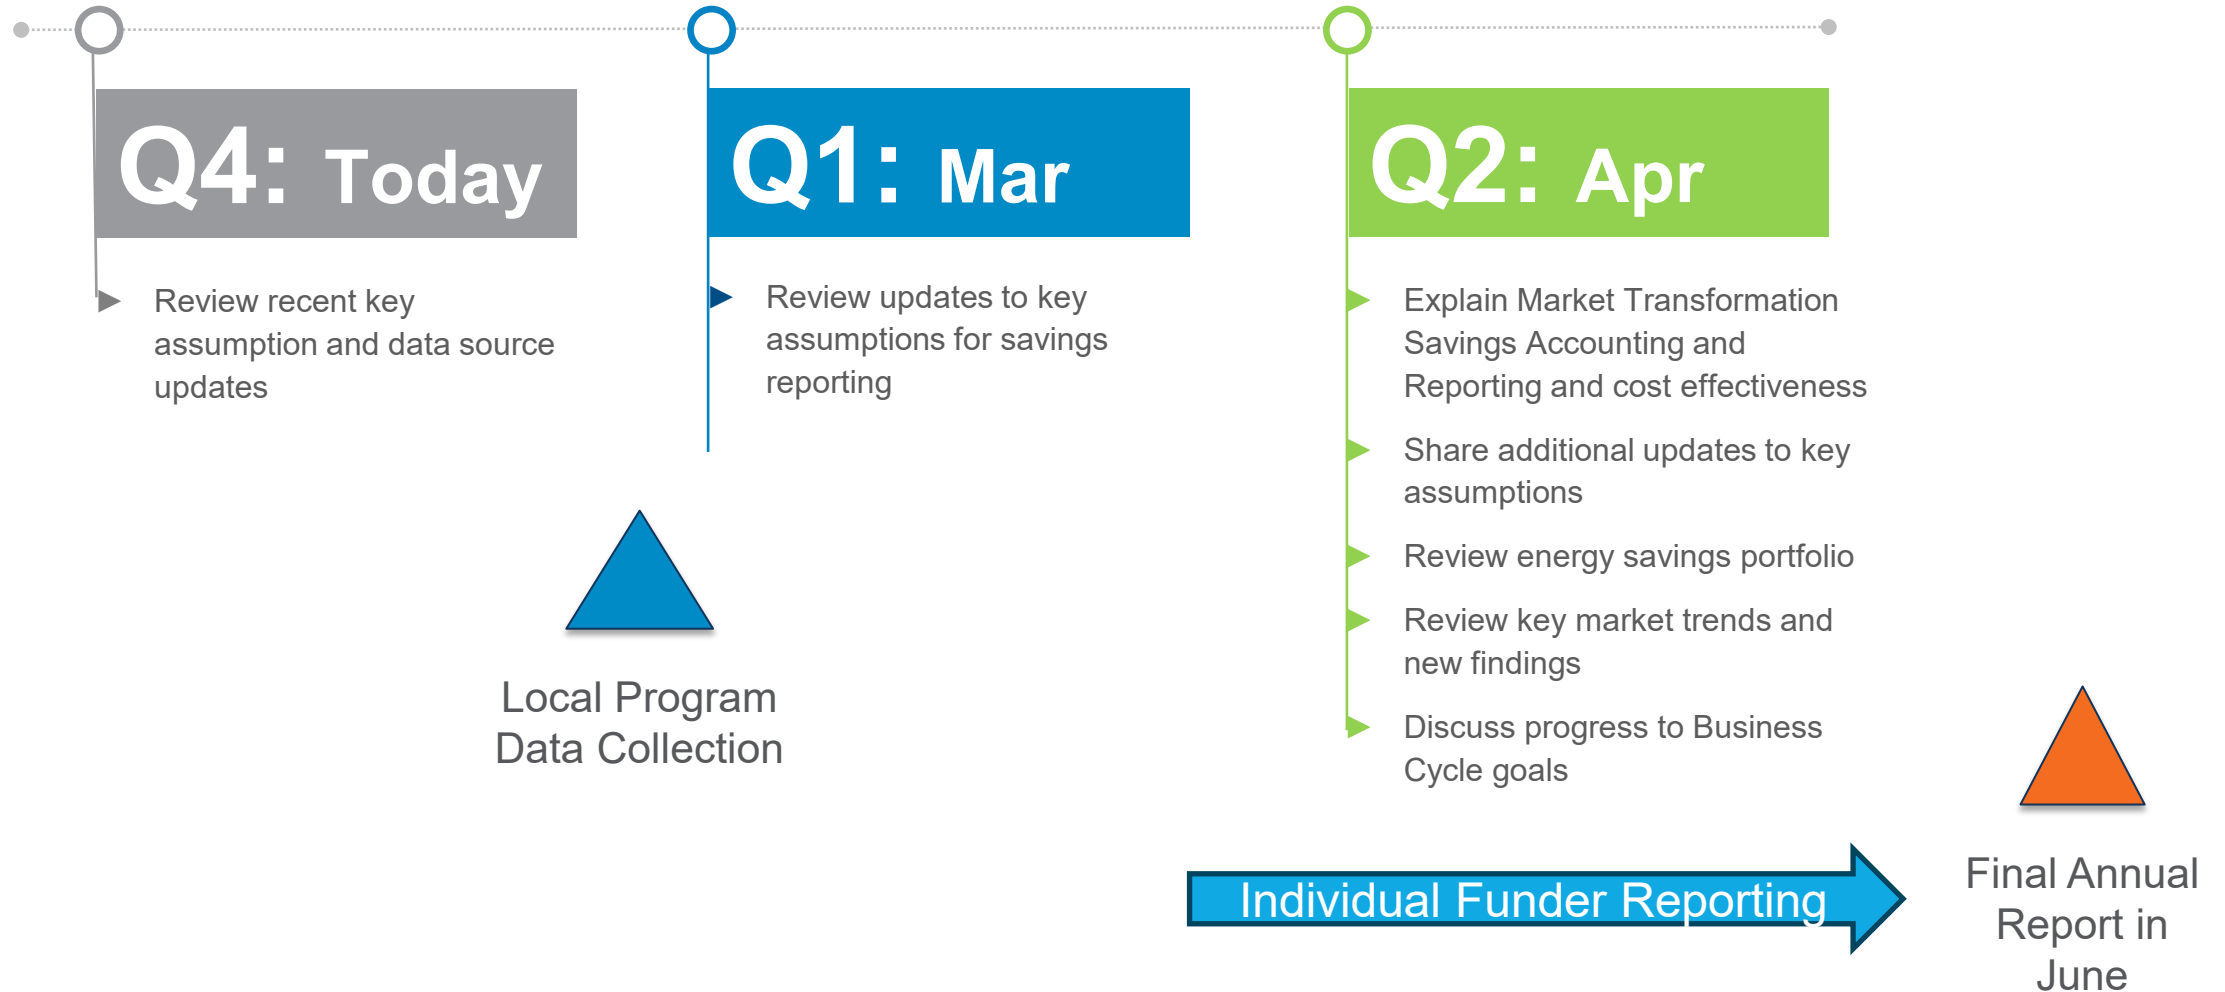 Q4: Today
Review recent key
assumption and data source
updates
Q1: Mar
Review updates to key
assumptions for savings
reporting
Q2: Apr
Explain Market Transformation
Savings Accounting and
Reporting and cost effectiveness
Share additional updates to key
assumptions
Review energy savings portfolio
Review key market trends and
new findings
Discuss progress to Business
Cycle goals
Local Program
Data Collection
Individual Funder Reporting
Final Annual
Report in
June